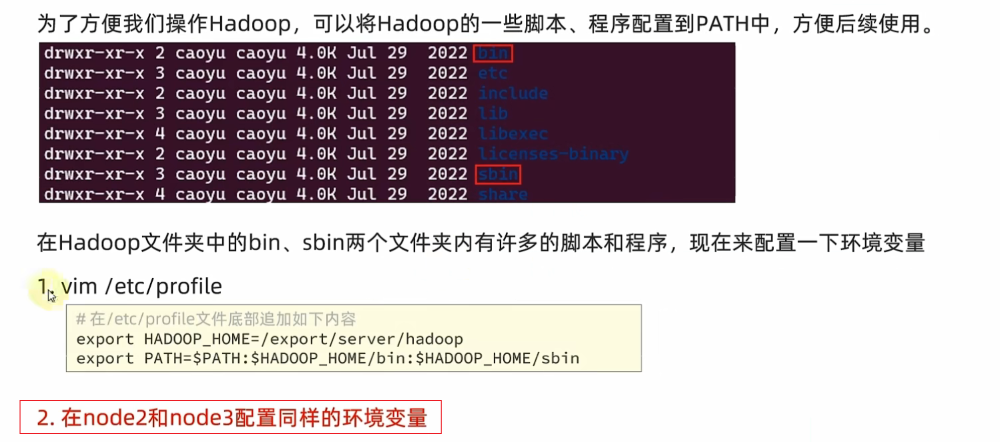 为了方便我们操作Hadoop，可以将Hadoop的一些脚本、程序配置到PATH中，方便后续使用。
drwxr-xr-x 2 caoyu caoyu 4.0K Jul 29  2022 bin
drwxr-xr-x 3 caoyu caoyu 4.0K Jul 29  2022 etc
drwxr-xr-x 2 caoyu caoyu 4.0K Jul 29  2022 include
drwxr-xr-x 3 caoyu caoyu 4.0K Jul 29  2022 lib
drwxr-xr-x 4 caoyu caoyu 4.0K Jul 29  2022 libexec
drwxr-xr-x 2 caoyu caoyu 4.0K Jul 29  2022 licenses-binary
drwxr-xr-x 3 caoyu caoyu 4.0K Jul 29  2022 sbin
drwxr-xr-x 4 caoyu caoyu 4.0K Jul 29  2022 share
在Hadoop文件夹中的bin、sbin两个文件夹内有许多的脚本和程序，现在来配置一下环境变量
1. vim /etc/profile
# 在/etc/profile文件底部追加如下内容
export HADOOP_HOME=/export/server/hadoop
export PATH=$PATH:$HADOOP_HOME/bin:$HADOOP_HOME/sbin
2. 在node2和node3配置同样的环境变量